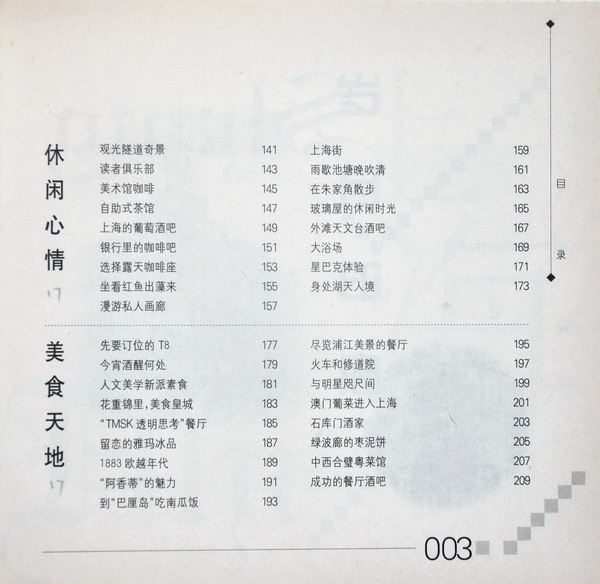 目录
休闲心情
观光隧道奇景 141
读者俱乐部 143
美术馆咖啡 145
自助式茶馆 147
上海的葡萄酒吧 149
银行里的咖啡吧 151
选择露天咖啡座 153
坐看红鱼出藻来 155
漫游私人画廊 157
上海街 159
雨歇池塘晚吹清 161
在朱家角散步 163
玻璃屋的休闲时光 165
外滩天文台酒吧 167
大浴场 169
星巴克体验 171
身处湖天人境 173
17
美食天地
先要订位的 T8 177
今宵酒醒何处 179
人文美学新派素食 181
花重锦里,美食皇城 183
“TMSK 透明思考”餐厅 185
留恋的雅玛冰品 187
1883 欧越年代 189
“阿香蒂”的魅力 191
到“巴厘岛”吃南瓜饭 193
尽览浦江美景的餐厅 195
火车和修道院 197
与明星咫尺间 199
澳门葡菜进入上海 201
石库门酒家 203
绿波廊的枣泥饼 205
中西合璧粤菜馆 207
成功的餐厅酒吧 209
17
003